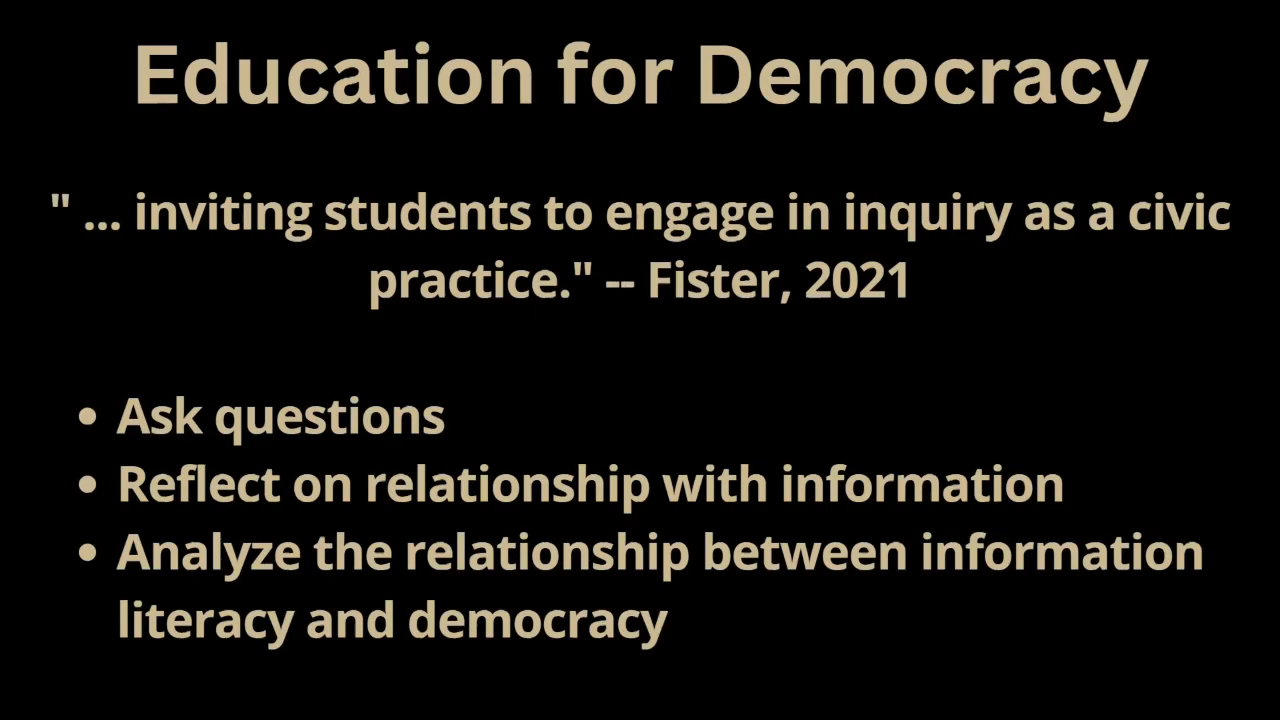 Education for Democracy
" ... inviting students to engage in inquiry as a civic
practice." -- Fister, 2021
• Ask questions
• Reflect on relationship with information
• Analyze the relationship between information
literacy and democracy